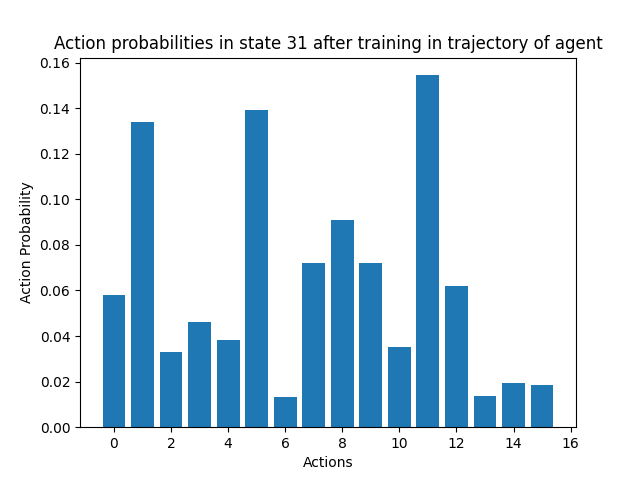 Action probabilities in state 31 after training in trajectory of agent
0.16
0.14
0.12
0.10
0.08
0.06
0.04
0.02
0.00
Action Probability
0 2 4 6 8 10 12 14 16
Actions